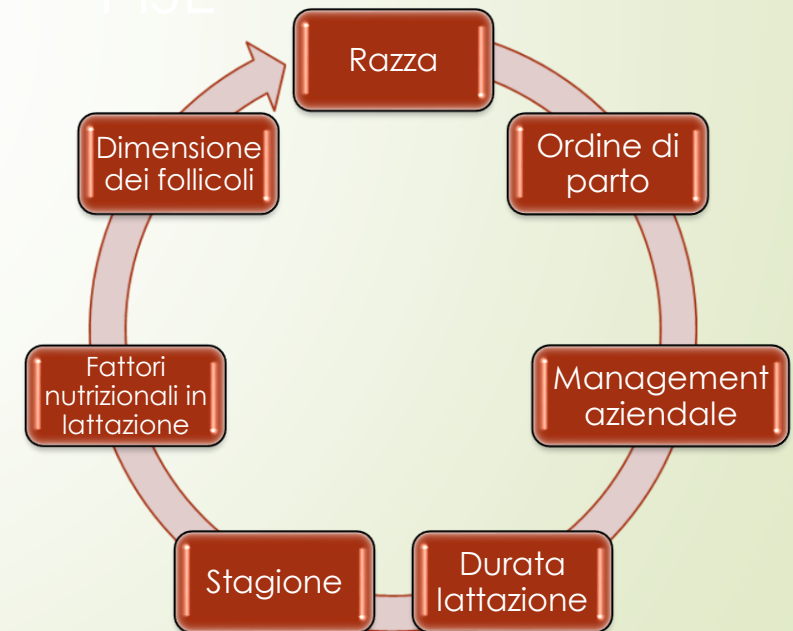 Razza
Ordine di
parto
Management
aziendale
Durata
lattazione
Stagione
Fattori
nutrizionali in
lattazione
Dimensione
dei follicoli